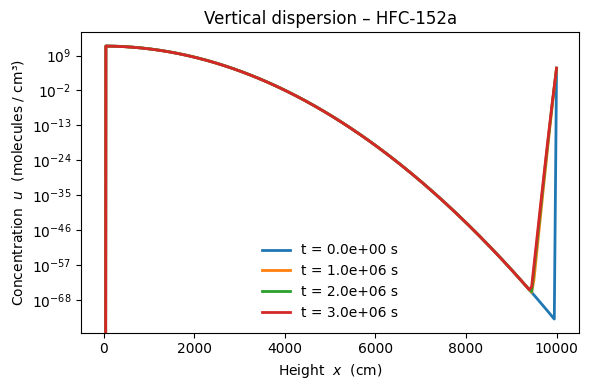 Vertical dispersion – HFC-152a
Concentration u (molecules / cm³)
10⁹
10⁻²
10⁻¹³
10⁻²⁴
10⁻³⁵
10⁻⁴⁶
10⁻⁵⁷
10⁻⁶⁸
t = 0.0e+00 s
t = 1.0e+06 s
t = 2.0e+06 s
t = 3.0e+06 s
0 2000 4000 6000 8000 10000
Height x (cm)